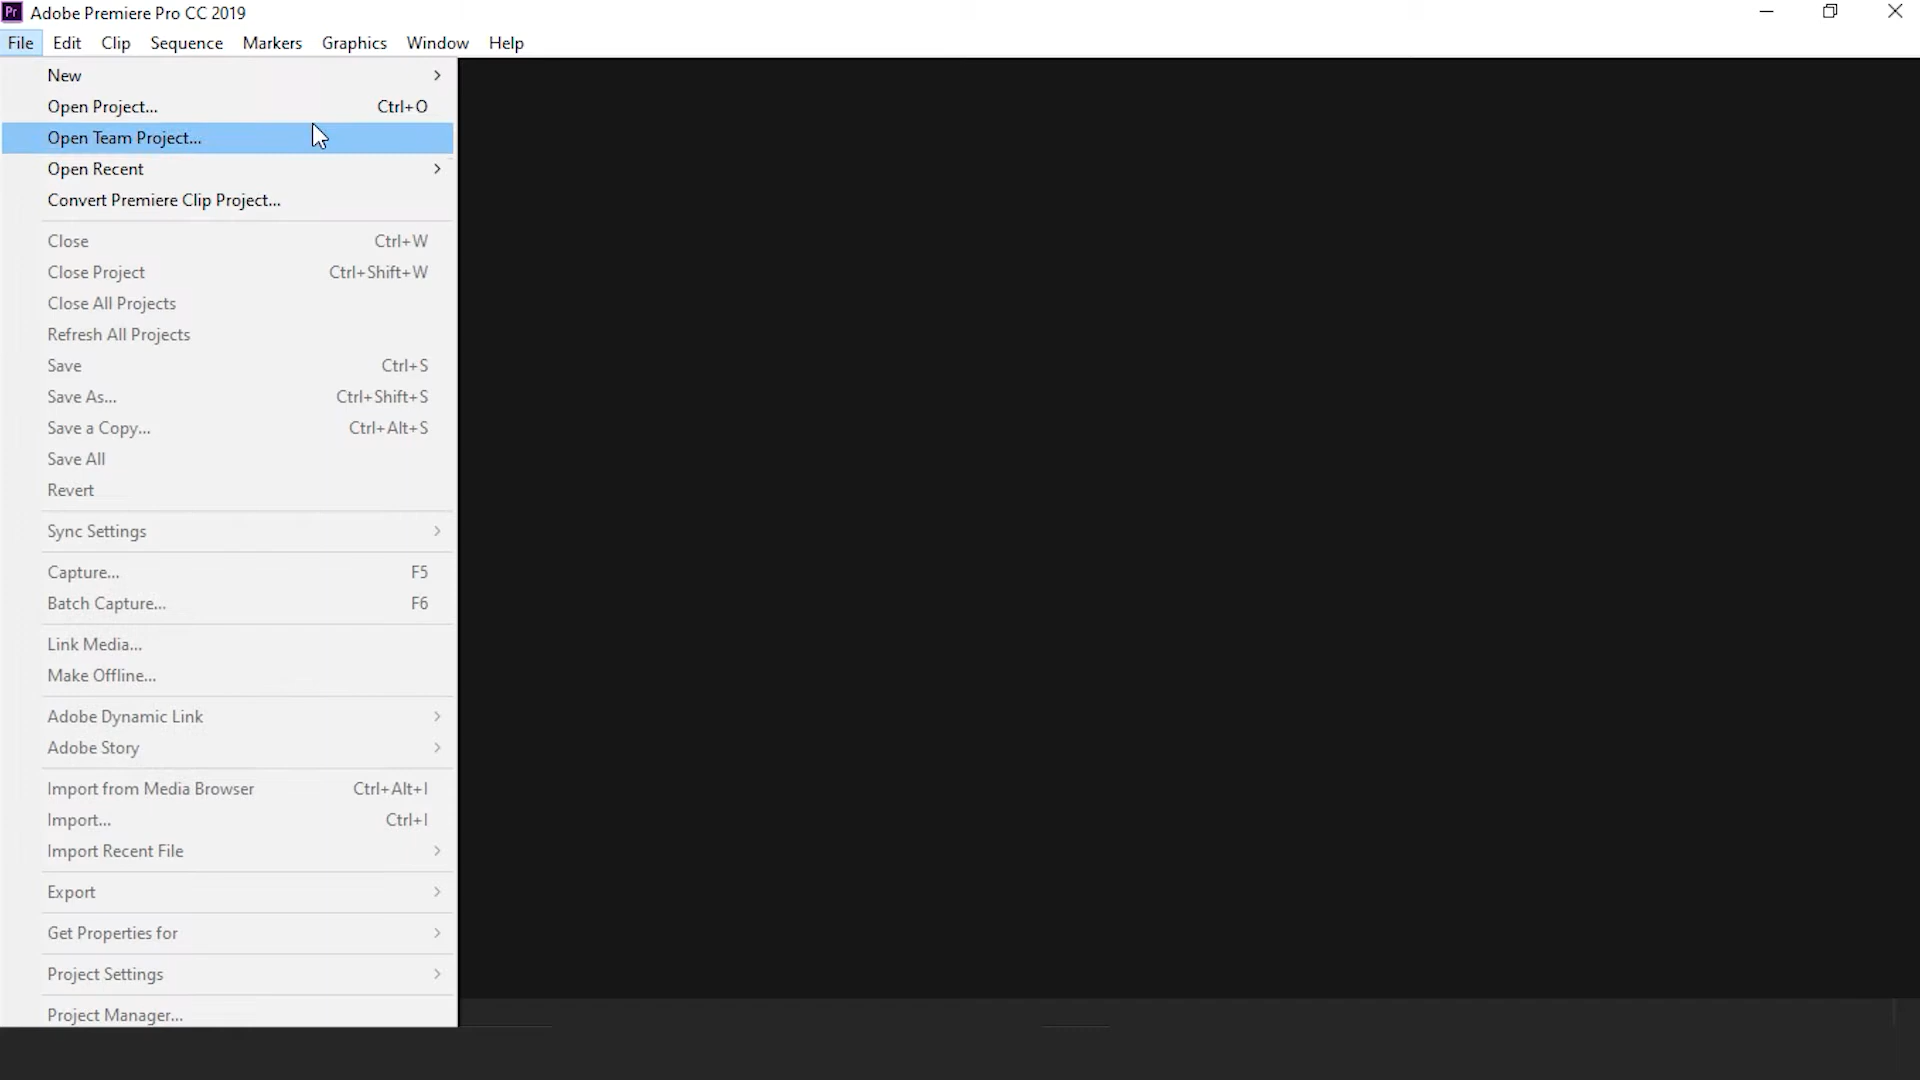 Pr Adobe Premiere Pro CC 2019
File Edit Clip Sequence Markers Graphics Window Help
New
Open Project... Ctrl+O
Open Team Project...
Open Recent
Convert Premiere Clip Project...
Close Ctrl+W
Close Project Ctrl+Shift+W
Close All Projects
Refresh All Projects
Save Ctrl+S
Save As... Ctrl+Shift+S
Save a Copy... Ctrl+Alt+S
Save All
Revert
Sync Settings
Capture... F5
Batch Capture... F6
Link Media...
Make Offline...
Adobe Dynamic Link
Adobe Story
Import from Media Browser Ctrl+Alt+I
Import... Ctrl+I
Import Recent File
Export
Get Properties for
Project Settings
Project Manager...